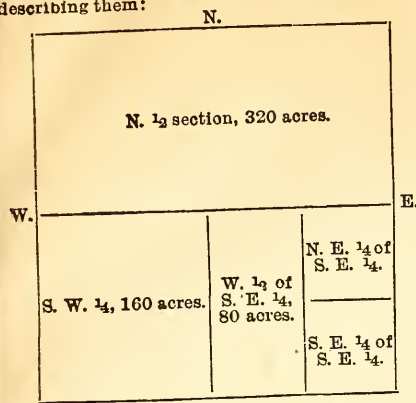 describing them:
N.
N. ½ section, 320 acres.
W.
E.
S. W. ¼, 160 acres.
W. ½ of
S. E. ¼,
80 acres.
N. E. ¼ of
S. E. ¼.
S. E. ¼ of
S. E. ¼.